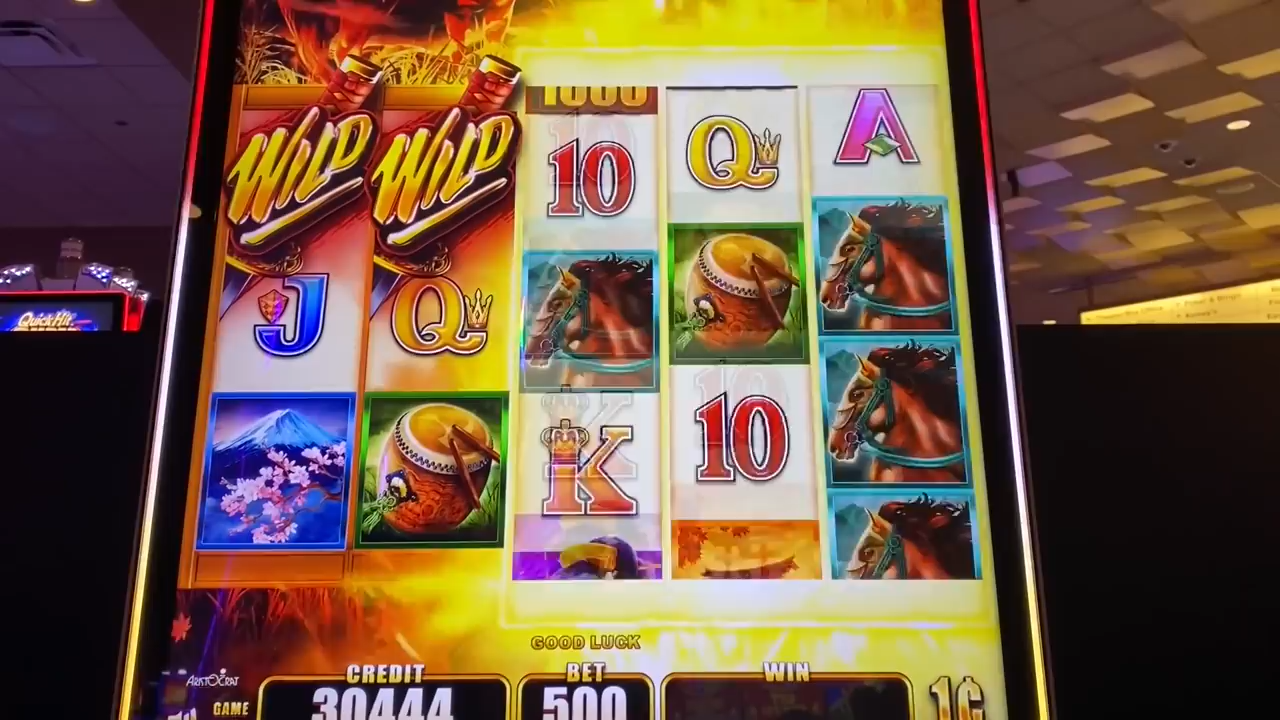 WILD WILD
1000
10 Q A
J Q
K 10
Quick Hit
GOOD LUCK
ARISTOCRAT
GAME
CREDIT BET WIN
30444 500 1¢